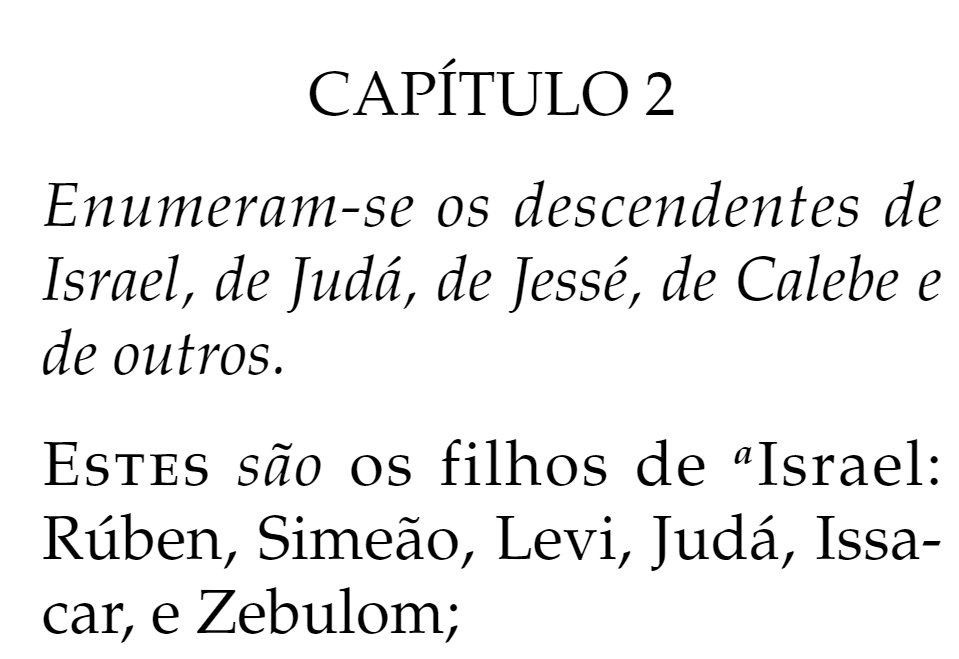 CAPÍTULO 2
Enumeram-se os descendentes de
Israel, de Judá, de Jessé, de Calebe e
de outros.
ESTES são os filhos de ᵃIsrael:
Rúben, Simeão, Levi, Judá, Issa-
car, e Zebulom;